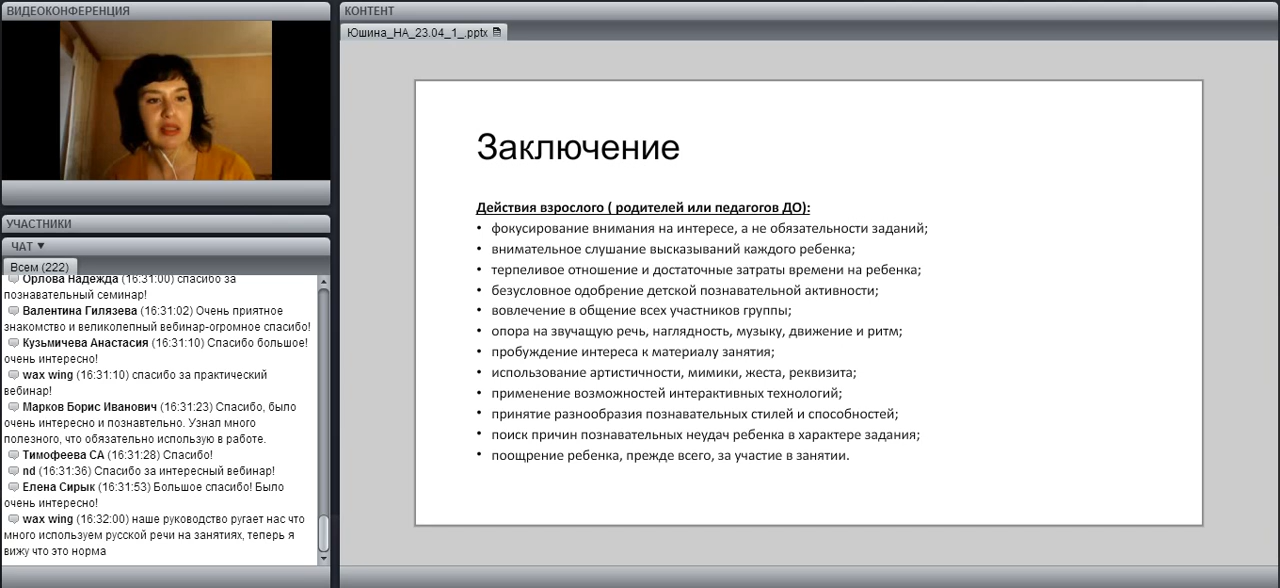 ВИДЕОКОНФЕРЕНЦИЯ
УЧАСТНИКИ
ЧАТ ▼
Всем (222)
Орлова Надежда (16:31:00) спасибо за
познавательный семинар!
Валентина Гилязева (16:31:02) Очень приятное
знакомство и великолепный вебинар-огромное спасибо!
Кузьмичева Анастасия (16:31:10) Спасибо большое!
очень интересно!
wax wing (16:31:10) спасибо за практический
вебинар!
Марков Борис Иванович (16:31:23) Спасибо, было
очень интересно и познавтельно. Узнал много
полезного, что обязательно использую в работе.
Тимофеева СА (16:31:28) Спасибо!
nd (16:31:36) Спасибо за интересный вебинар!
Елена Сирык (16:31:53) Большое спасибо! Было
очень интересно!
wax wing (16:32:00) наше руководство ругает нас что
много используем русской речи на занятиях, теперь я
вижу что это норма
КОНТЕНТ
Юшина_НА_23.04_1_.pptx
Заключение
Действия взрослого ( родителей или педагогов ДО):
• фокусирование внимания на интересе, а не обязательности заданий;
• внимательное слушание высказываний каждого ребенка;
• терпеливое отношение и достаточные затраты времени на ребенка;
• безусловное одобрение детской познавательной активности;
• вовлечение в общение всех участников группы;
• опора на звучащую речь, наглядность, музыку, движение и ритм;
• пробуждение интереса к материалу занятия;
• использование артистичности, мимики, жеста, реквизита;
• применение возможностей интерактивных технологий;
• принятие разнообразия познавательных стилей и способностей;
• поиск причин познавательных неудач ребенка в характере задания;
• поощрение ребенка, прежде всего, за участие в занятии.